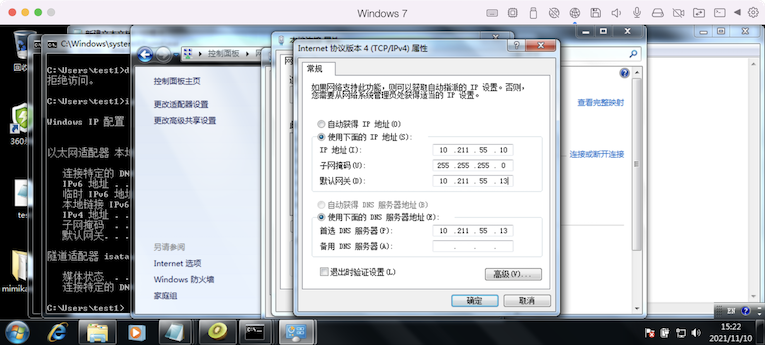 Windows 7
C:\Windows\system
C:\Users\test1>d
拒绝访问。
C:\Users\test1>i
Windows IP 配置
以太网适配器 本地
连接特定的 DN
IPv6 地址 . .
临时 IPv6 地
本地链接 IPv6
IPv4 地址 . .
子网掩码 . .
默认网关. . .
隧道适配器 isata
媒体状态 . .
连接特定的 DN
C:\Users\test1>
回收
360
test
mimika
控制面板
网
控制面板主页
更改适配器设置
更改高级共享设置
另请参阅
Internet 选项
Windows 防火墙
家庭组
Internet 协议版本 4 (TCP/IPv4) 属性
常规
如果网络支持此功能，则可以获取自动指派的 IP 设置。否则，
您需要从网络系统管理员处获得适当的 IP 设置。
自动获得 IP 地址(O)
使用下面的 IP 地址(S):
IP 地址(I): 10 .211 .55 .10
子网掩码(U): 255 .255 .255 .0
默认网关(D): 10 .211 .55 .13
自动获得 DNS 服务器地址(B)
使用下面的 DNS 服务器地址(E):
首选 DNS 服务器(P): 10 .211 .55 .13
备用 DNS 服务器(A): . . .
退出时验证设置(L)
高级(V)...
确定
取消
查看完整映射
连接或断开连接
EN
15:22
2021/11/10